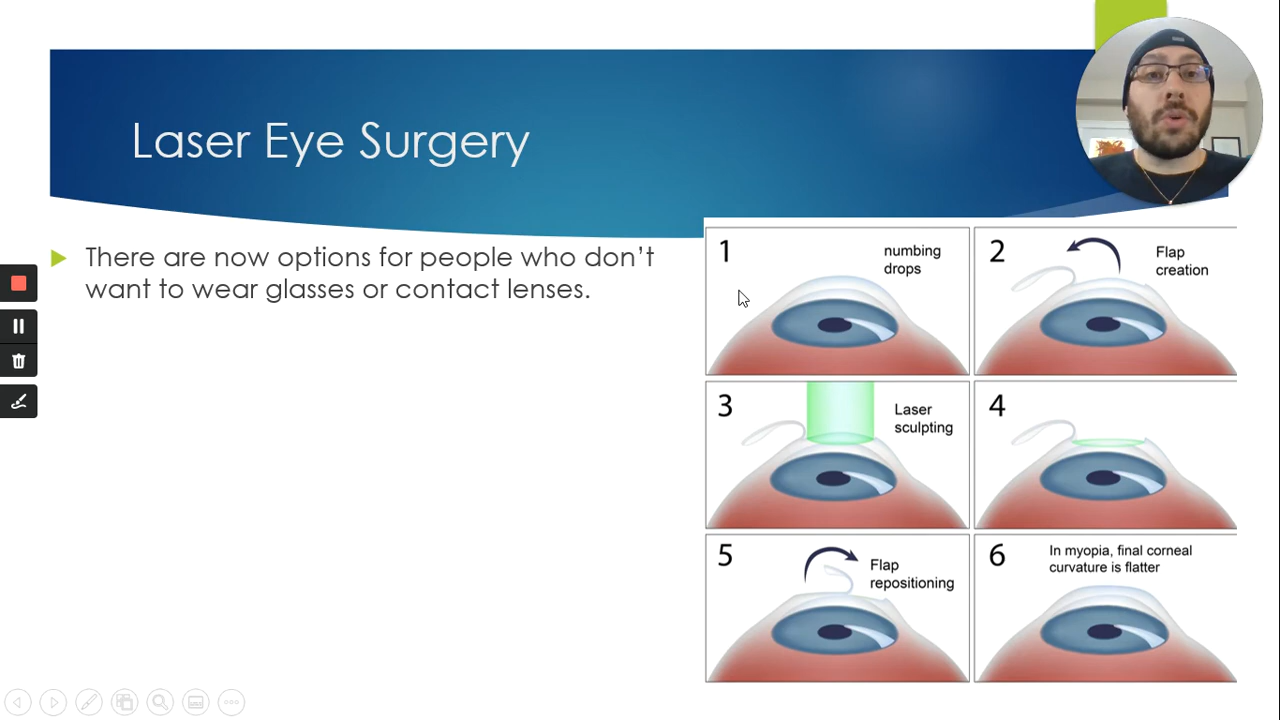 Laser Eye Surgery
There are now options for people who don’t
want to wear glasses or contact lenses.
1
numbing
drops
2
Flap
creation
3
Laser
sculpting
4
5
Flap
repositioning
6
In myopia, final corneal
curvature is flatter